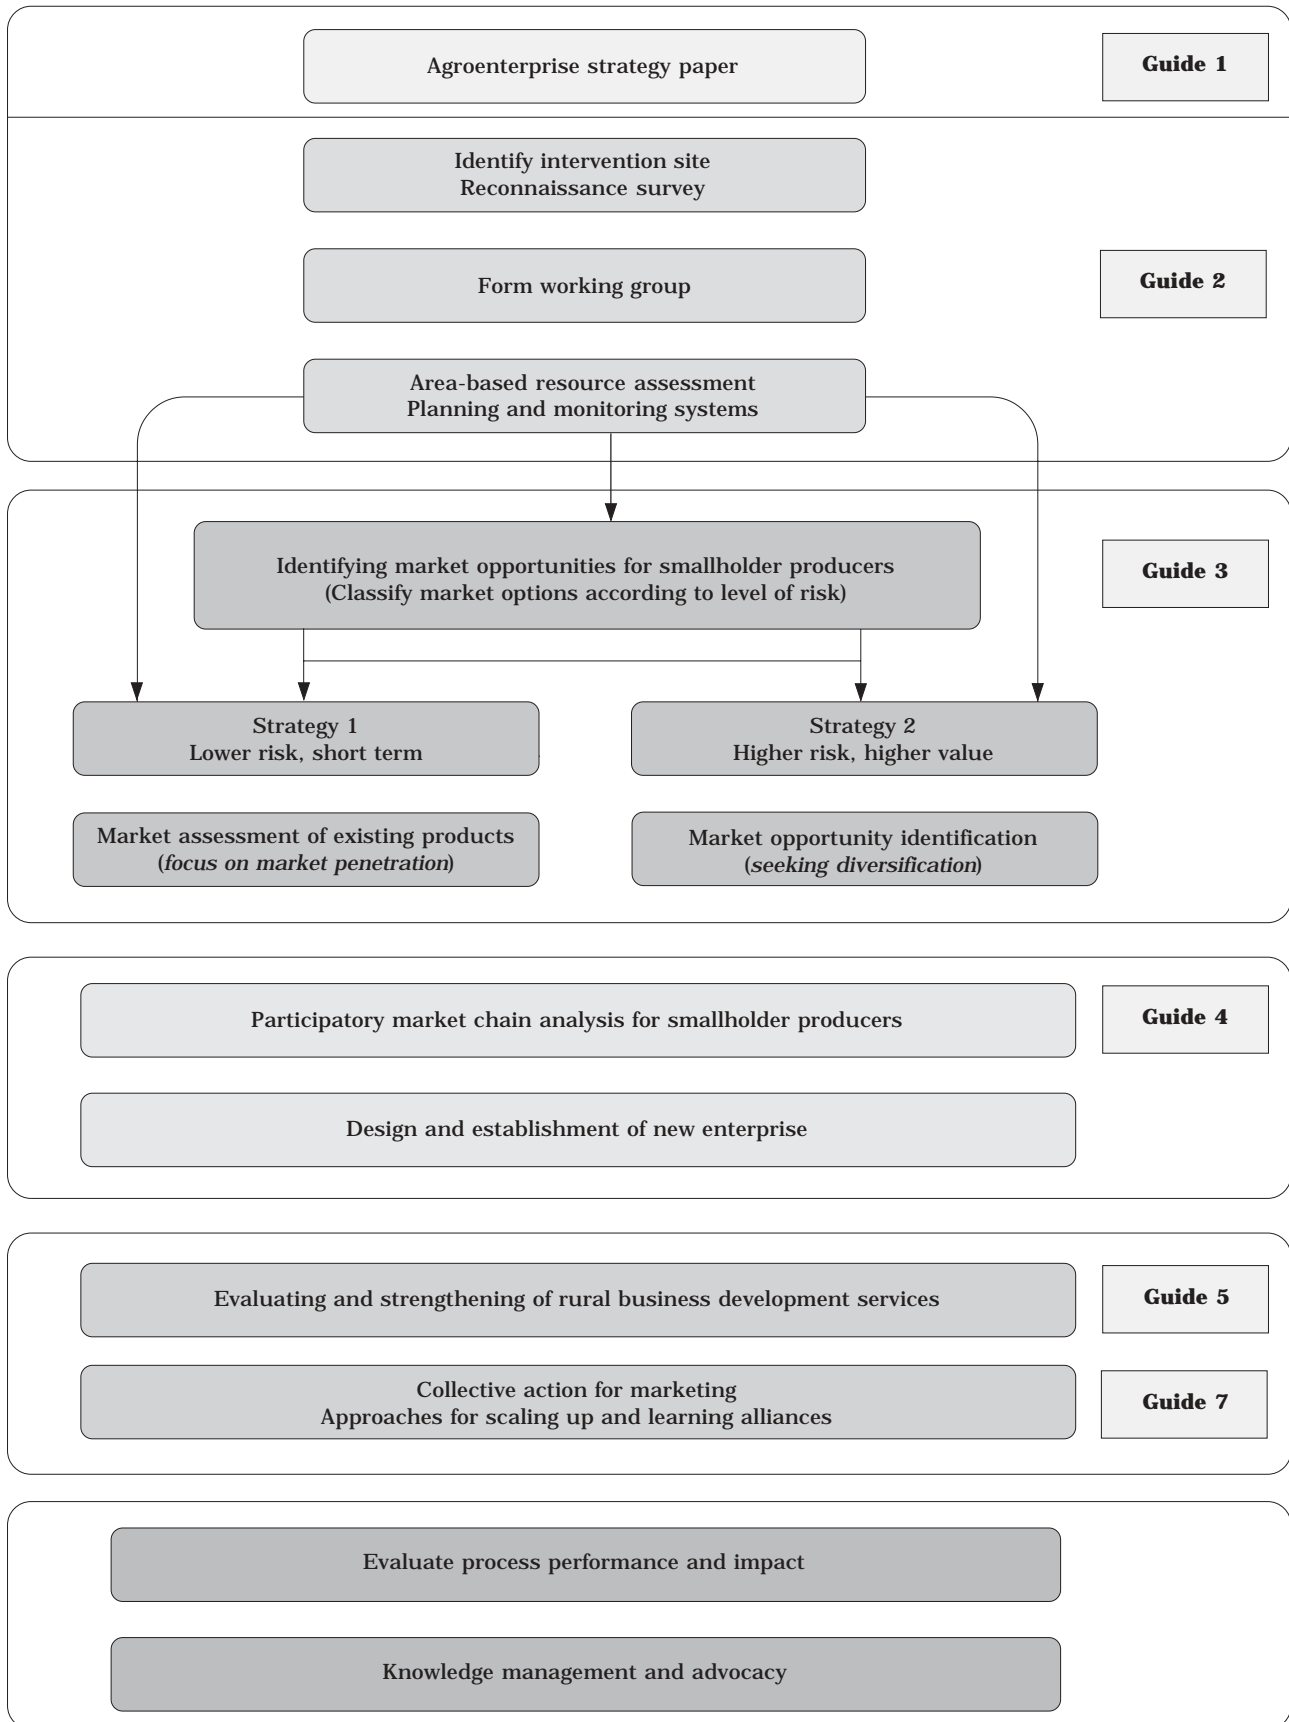 Agroenterprise strategy paper
Guide 1
Identify intervention site
Reconnaissance survey
Form working group
Guide 2
Area-based resource assessment
Planning and monitoring systems
Identifying market opportunities for smallholder producers
(Classify market options according to level of risk)
Guide 3
Strategy 1
Lower risk, short term
Strategy 2
Higher risk, higher value
Market assessment of existing products
(focus on market penetration)
Market opportunity identification
(seeking diversification)
Participatory market chain analysis for smallholder producers
Guide 4
Design and establishment of new enterprise
Evaluating and strengthening of rural business development services
Guide 5
Collective action for marketing
Approaches for scaling up and learning alliances
Guide 7
Evaluate process performance and impact
Knowledge management and advocacy